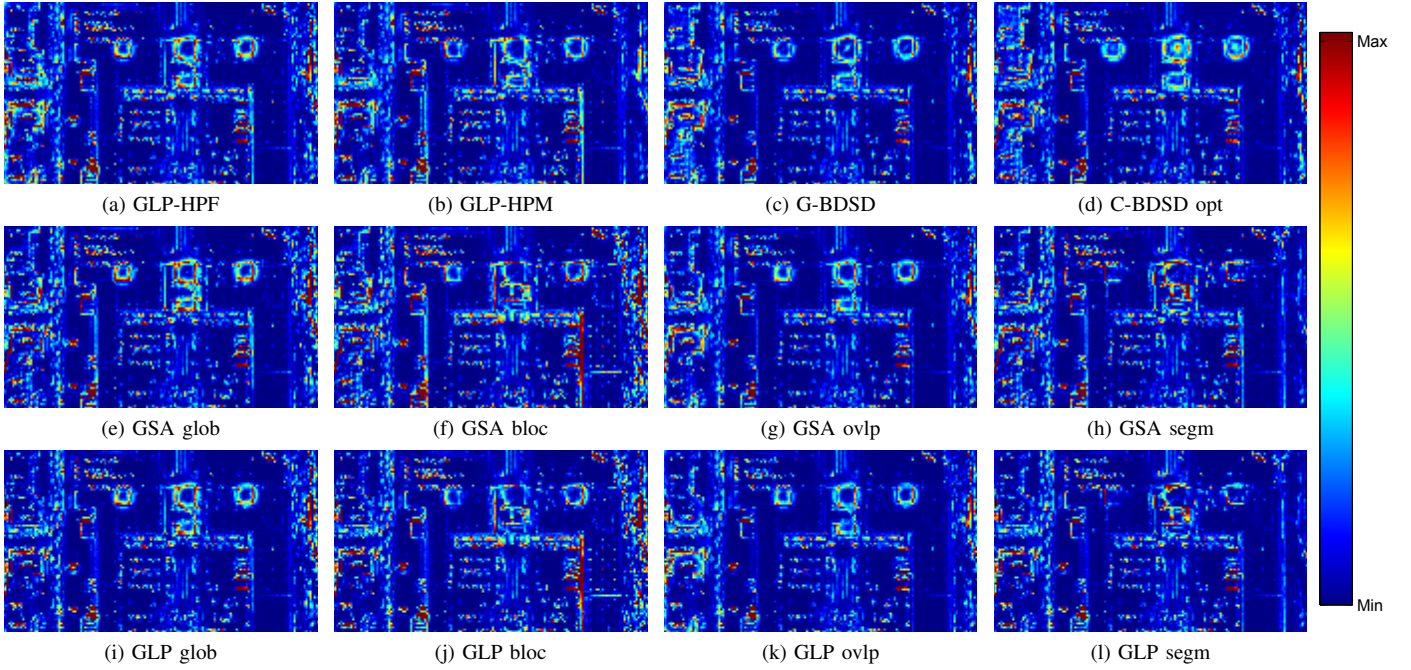 Max
(a) GLP-HPF
(b) GLP-HPM
(c) G-BDSD
(d) C-BDSD opt
(e) GSA glob
(f) GSA bloc
(g) GSA ovlp
(h) GSA segm
Min
(i) GLP glob
(j) GLP bloc
(k) GLP ovlp
(l) GLP segm